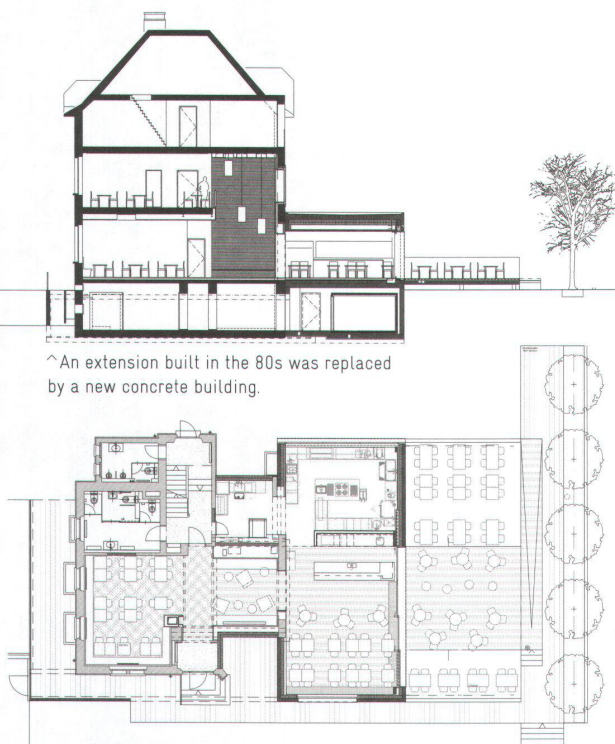 ^An extension built in the 80s was replaced
by a new concrete building.